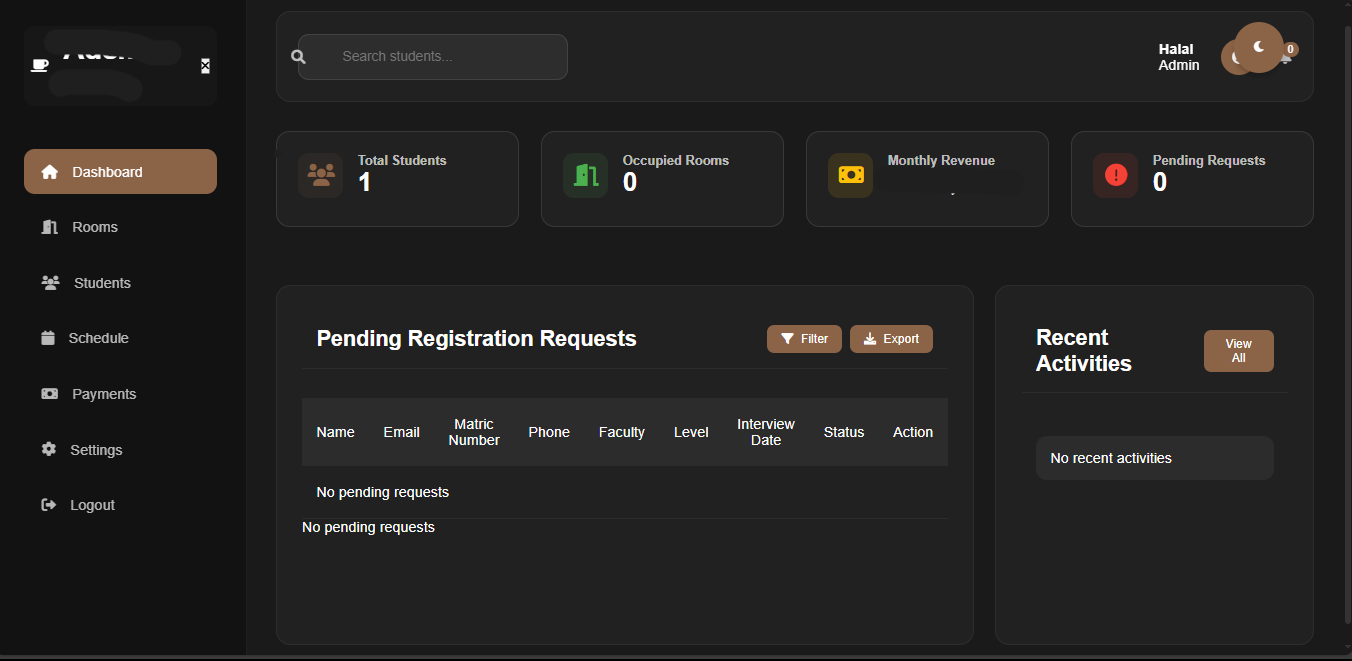 Search students...
Halal
Admin
0
Dashboard
Rooms
Students
Schedule
Payments
Settings
Logout
Total Students
1
Occupied Rooms
0
Monthly Revenue
Pending Requests
0
Pending Registration Requests
Filter
Export
Name Email Matric Number Phone Faculty Level Interview Date Status Action
No pending requests
No pending requests
Recent
Activities
View
All
No recent activities